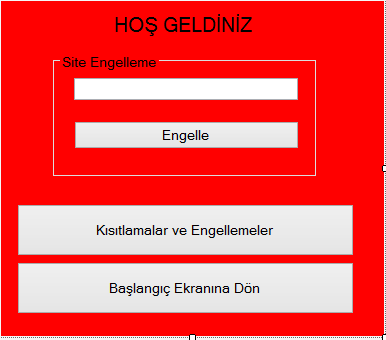 HOŞ GELDİNİZ
Site Engelleme
Engelle
Kısıtlamalar ve Engellemeler
Başlangıç Ekranına Dön